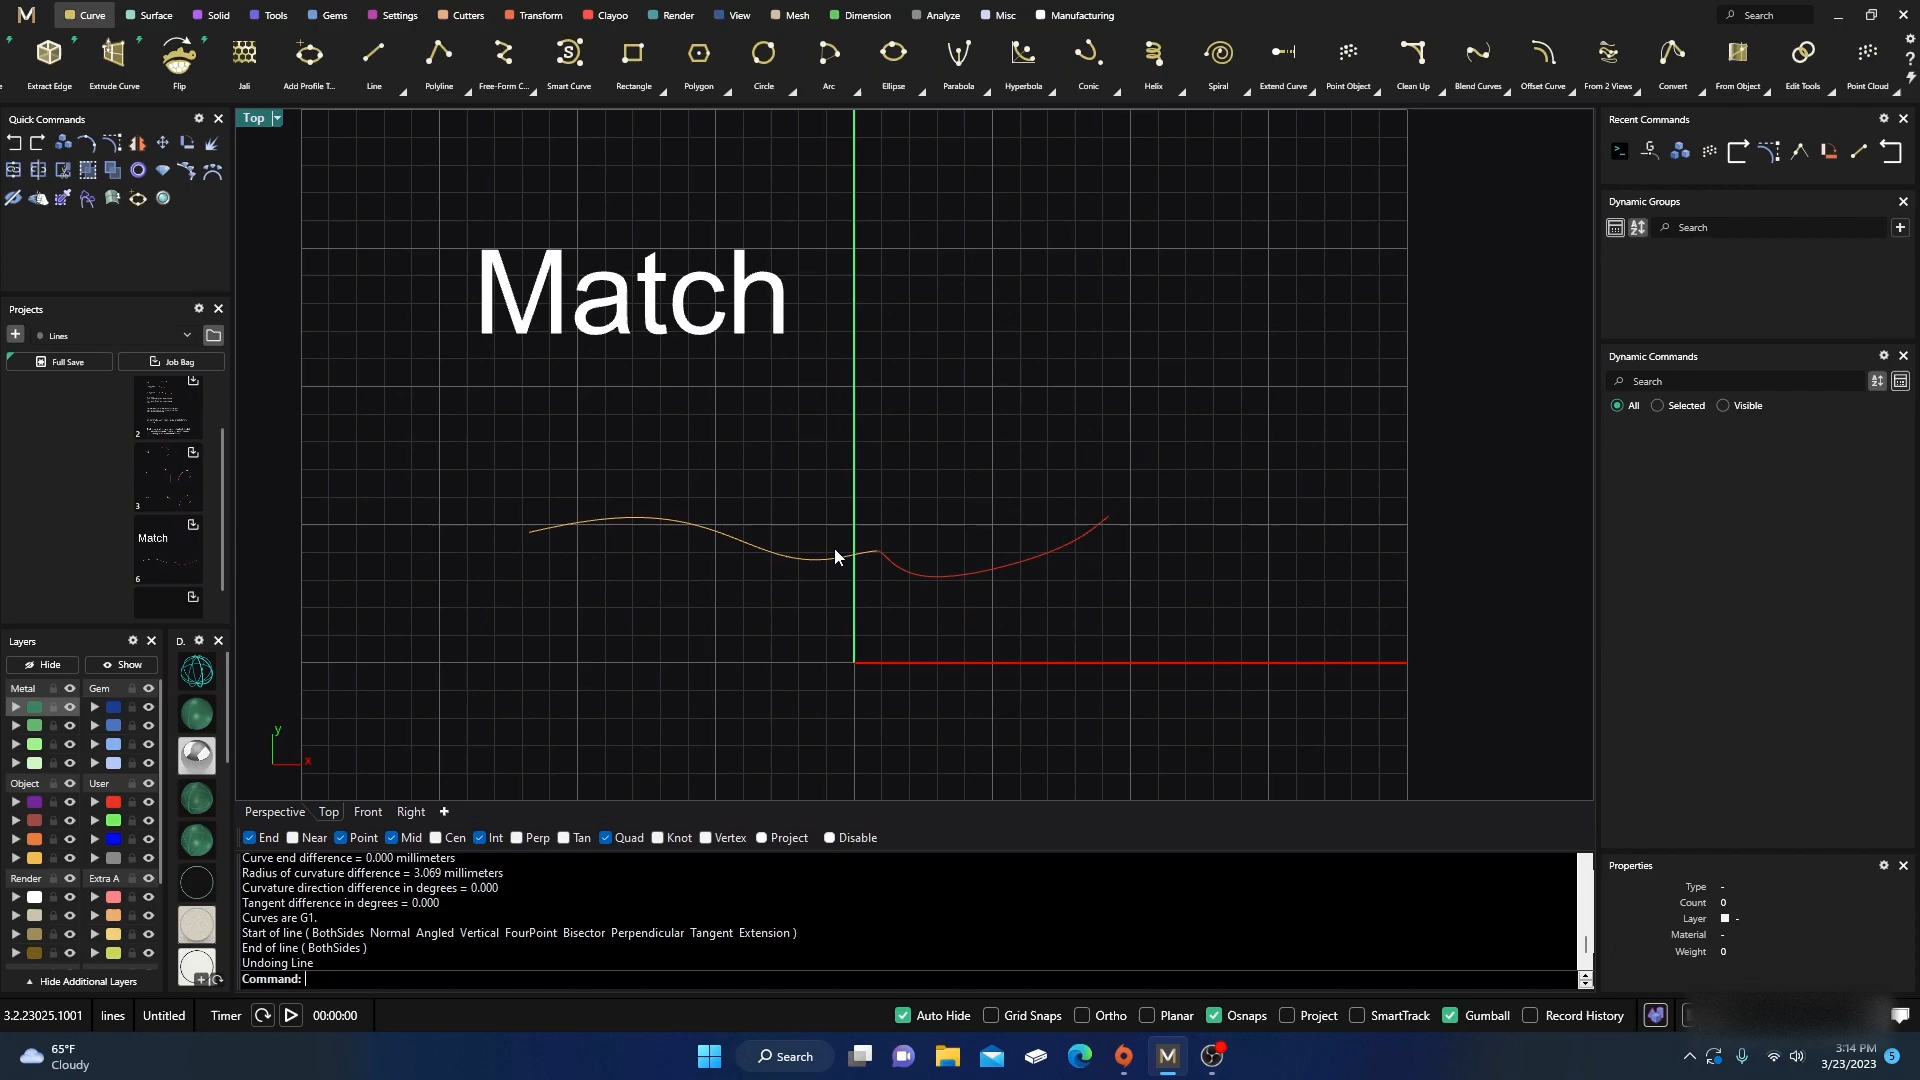 Curve Surface Solid Tools Gems Settings Cutters Transform Clayoo Render View Mesh Dimension Analyze Misc Manufacturing Search
Extract Edge Extrude Curve Flip Jali Add Profile T... Line Polyline Free-Form C... Smart Curve Rectangle Polygon Circle Arc Ellipse Parabola Hyperbola Conic Helix Spiral Extend Curve Point Object Clean Up Blend Curves Offset Curve From 2 Views Convert From Object Edit Tools Point Cloud
Quick Commands
Top
Recent Commands
Dynamic Groups
Search
Match
Projects
Lines
Full Save Job Bag
2
3
Match
6
Dynamic Commands
Search
All Selected Visible
Layers D.
Hide Show
Metal Gem
Object User
Render Extra A
Hide Additional Layers
y
x
Perspective Top Front Right
End Near Point Mid Cen Int Perp Tan Quad Knot Vertex Project Disable
Curve end difference = 0.000 millimeters
Radius of curvature difference = 3.069 millimeters
Curvature direction difference in degrees = 0.000
Tangent difference in degrees = 0.000
Curves are G1.
Start of line ( BothSides Normal Angled Vertical FourPoint Bisector Perpendicular Tangent Extension )
End of line ( BothSides )
Undoing Line
Command:
Properties
Type -
Count 0
Layer -
Material -
Weight 0
3.2.23025.1001 lines Untitled Timer 00:00:00 Auto Hide Grid Snaps Ortho Planar Osnaps Project SmartTrack Gumball Record History
65°F
Cloudy
Search
3:14 PM
3/23/2023
5